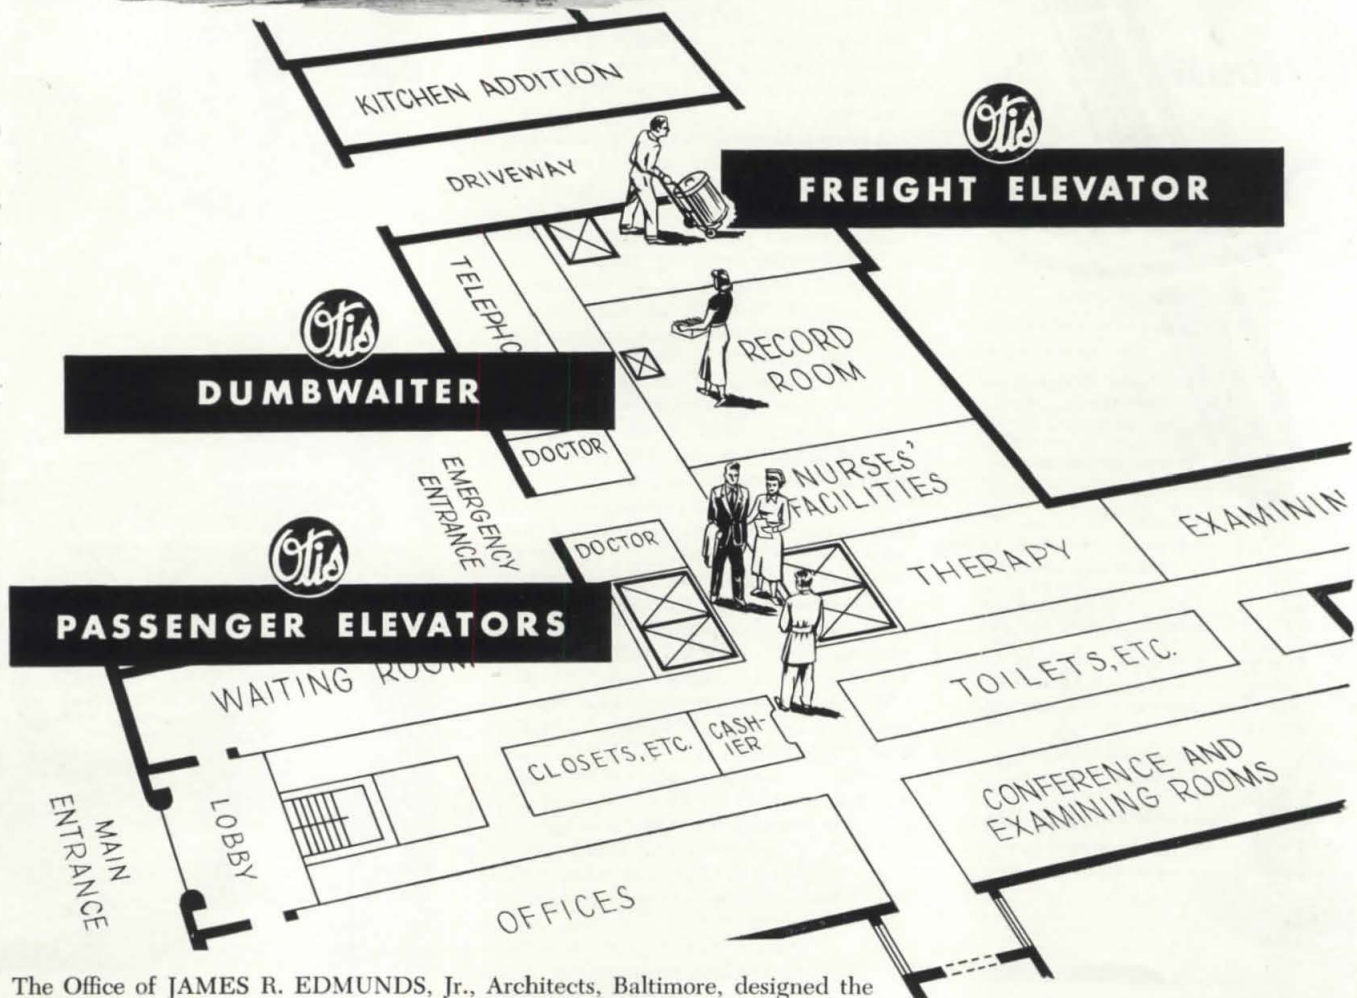 KITCHEN ADDITION
DRIVEWAY
Otis
FREIGHT ELEVATOR
TELEPHO
RECORD
ROOM
Otis
DUMBWAITER
DOCTOR
EMERGENCY
ENTRANCE
NURSES'
FACILITIES
EXAMININ
DOCTOR
THERAPY
Otis
PASSENGER ELEVATORS
WAITING ROOM
TOILETS, ETC.
CLOSETS, ETC.
CASH-
IER
CONFERENCE AND
EXAMINING ROOMS
MAIN
ENTRANCE
LOBBY
OFFICES
The Office of JAMES R. EDMUNDS, Jr., Architects, Baltimore, designed the